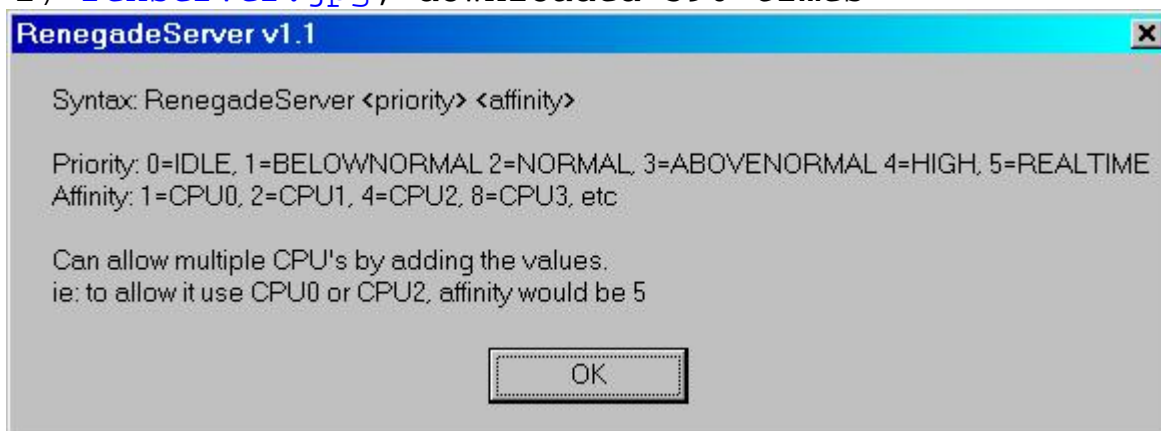 RenegadeServer v1.1
Syntax: RenegadeServer <priority> <affinity>
Priority: 0=IDLE, 1=BELOWNORMAL 2=NORMAL, 3=ABOVENORMAL 4=HIGH, 5=REALTIME
Affinity: 1=CPU0, 2=CPU1, 4=CPU2, 8=CPU3, etc
Can allow multiple CPU's by adding the values.
ie: to allow it use CPU0 or CPU2, affinity would be 5
OK